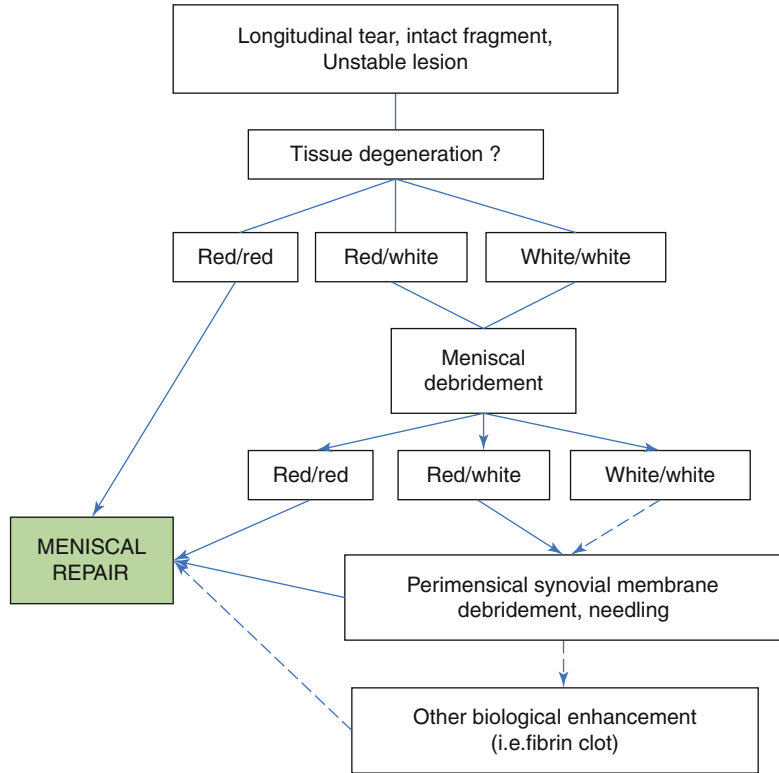 Longitudinal tear, intact fragment,
Unstable lesion
Tissue degeneration ?
Red/red
Red/white
White/white
Meniscal
debridement
Red/red
Red/white
White/white
MENISCAL
REPAIR
Perimensical synovial membrane
debridement, needling
Other biological enhancement
(i.e.fibrin clot)